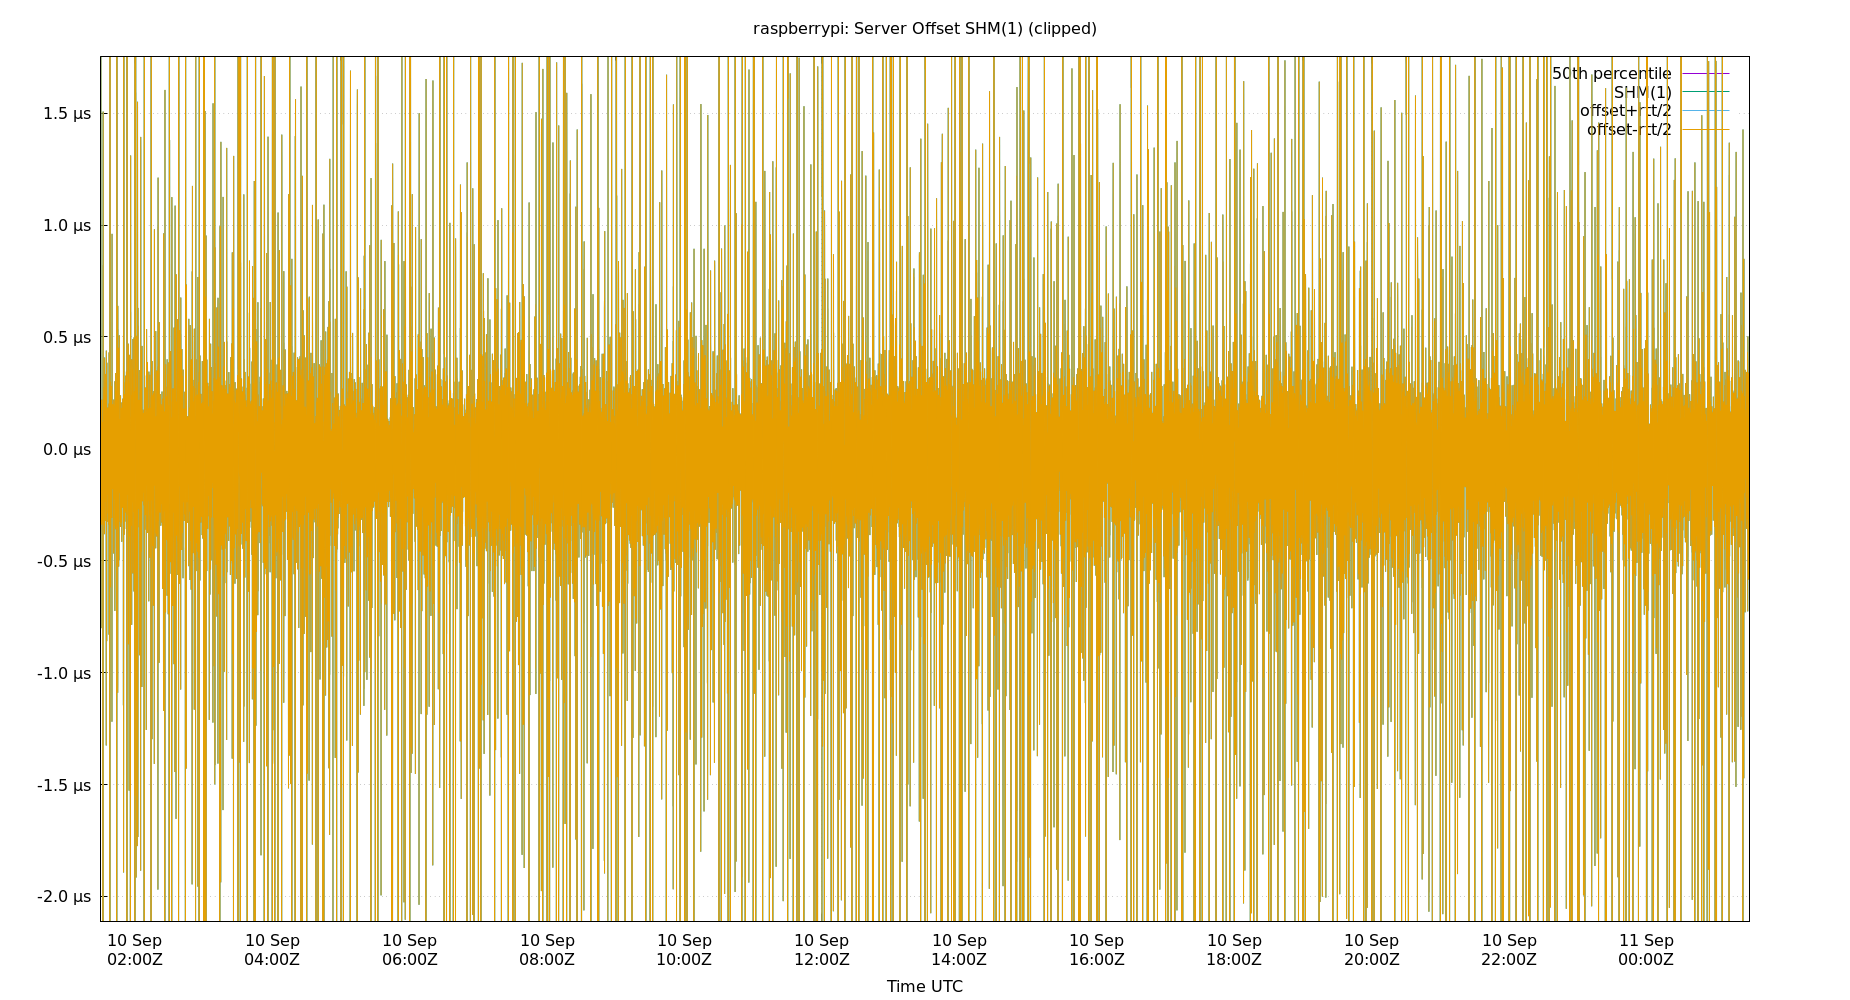 raspberrypi: Server Offset SHM(1) (clipped)
50th percentile
SHM(1)
offset+rtt/2
offset-rtt/2
1.5 µs
1.0 µs
0.5 µs
0.0 µs
-0.5 µs
-1.0 µs
-1.5 µs
-2.0 µs
10 Sep 10 Sep 10 Sep 10 Sep 10 Sep 10 Sep 10 Sep 10 Sep 10 Sep 10 Sep 10 Sep 11 Sep
02:00Z 04:00Z 06:00Z 08:00Z 10:00Z 12:00Z 14:00Z 16:00Z 18:00Z 20:00Z 22:00Z 00:00Z
Time UTC